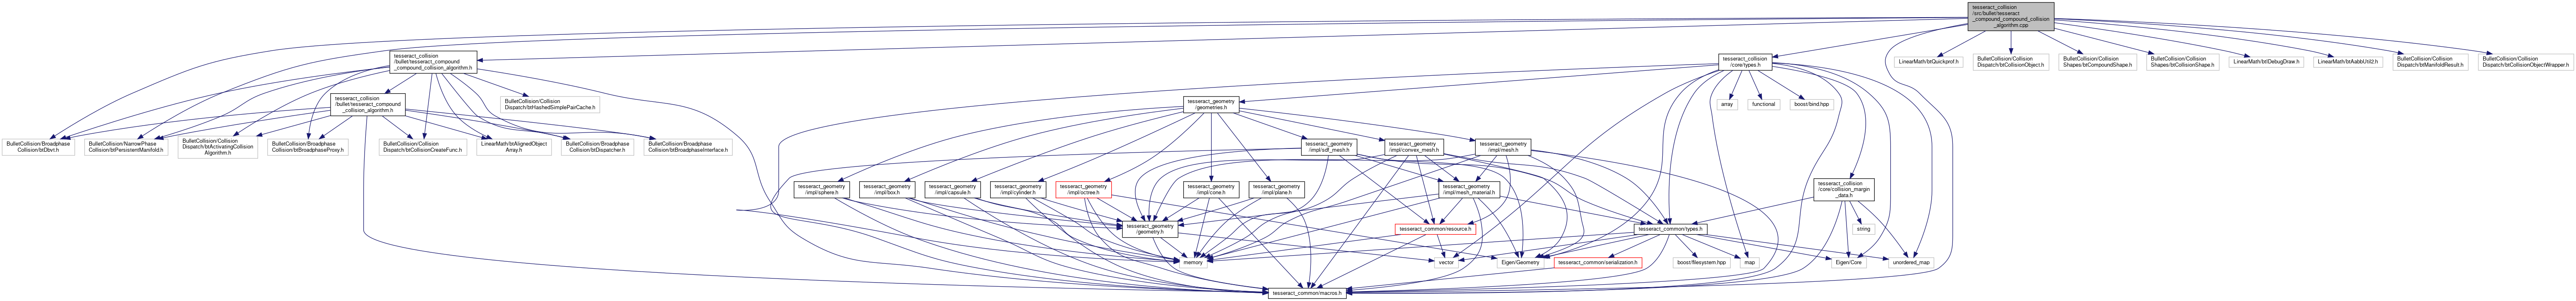 tesseract_collision
/src/bullet/tesseract
_compound_compound_collision
_algorithm.cpp
tesseract_collision
/bullet/tesseract_compound
_compound_collision_algorithm.h
tesseract_collision
/core/types.h
LinearMath/btQuickprof.h
BulletCollision/Collision
Dispatch/btCollisionObject.h
BulletCollision/Collision
Shapes/btCompoundShape.h
BulletCollision/Collision
Shapes/btCollisionShape.h
LinearMath/btIDebugDraw.h
LinearMath/btAabbUtil2.h
BulletCollision/Collision
Dispatch/btManifoldResult.h
BulletCollision/Collision
Dispatch/btCollisionObjectWrapper.h
tesseract_collision
/bullet/tesseract_compound
_collision_algorithm.h
BulletCollision/Collision
Dispatch/btHashedSimplePairCache.h
tesseract_geometry
/geometries.h
array
functional
boost/bind.hpp
BulletCollision/Broadphase
Collision/btDbvt.h
BulletCollision/NarrowPhase
Collision/btPersistentManifold.h
BulletCollision/Collision
Dispatch/btActivatingCollision
Algorithm.h
BulletCollision/Broadphase
Collision/btBroadphaseProxy.h
BulletCollision/Collision
Dispatch/btCollisionCreateFunc.h
LinearMath/btAlignedObject
Array.h
BulletCollision/Broadphase
Collision/btDispatcher.h
BulletCollision/Broadphase
Collision/btBroadphaseInterface.h
tesseract_geometry
/impl/sdf_mesh.h
tesseract_geometry
/impl/convex_mesh.h
tesseract_geometry
/impl/mesh.h
tesseract_geometry
/impl/sphere.h
tesseract_geometry
/impl/box.h
tesseract_geometry
/impl/capsule.h
tesseract_geometry
/impl/cylinder.h
tesseract_geometry
/impl/octree.h
tesseract_geometry
/impl/cone.h
tesseract_geometry
/impl/plane.h
tesseract_geometry
/impl/mesh_material.h
tesseract_collision
/core/collision_margin
_data.h
tesseract_geometry
/geometry.h
tesseract_common/resource.h
tesseract_common/types.h
string
memory
vector
Eigen/Geometry
tesseract_common/serialization.h
boost/filesystem.hpp
map
Eigen/Core
unordered_map
tesseract_common/macros.h